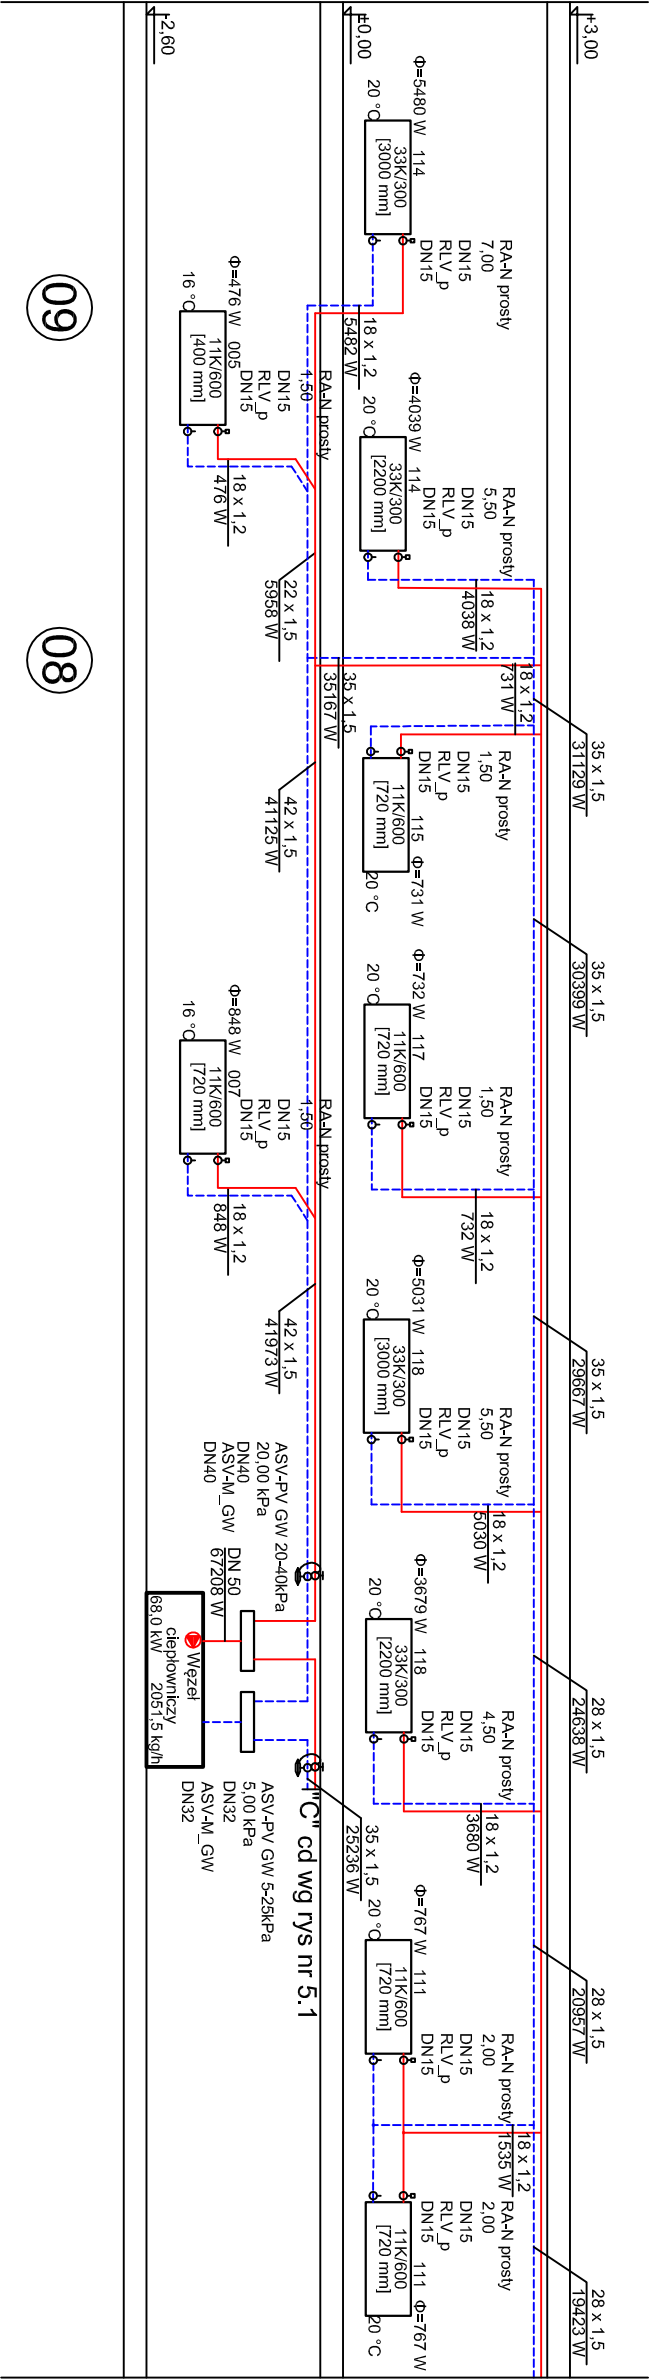 +3,00
±0,00
-2,60
Φ=5480 W 114
20 °C
33K/300
[3000 mm]
RA-N prosty
7,00
DN15
RLV_p
DN15
18 x 1,2
5482 W
Φ=476 W 005
16 °C
11K/600
[400 mm]
RA-N prosty
1,50
DN15
RLV_p
DN15
18 x 1,2
476 W
09
Φ=4039 W 114
20 °C
33K/300
[2200 mm]
RA-N prosty
5,50
DN15
RLV_p
DN15
18 x 1,2
4038 W
22 x 1,5
5958 W
08
35 x 1,5
35167 W
18 x 1,2
731 W
35 x 1,5
31129 W
RA-N prosty
1,50
DN15
RLV_p
DN15
11K/600
[720 mm]
115 Φ=731 W
20 °C
42 x 1,5
41125 W
35 x 1,5
30399 W
Φ=732 W 117
20 °C
11K/600
[720 mm]
RA-N prosty
1,50
DN15
RLV_p
DN15
18 x 1,2
732 W
Φ=848 W 007
16 °C
11K/600
[720 mm]
RA-N prosty
1,50
DN15
RLV_p
DN15
18 x 1,2
848 W
42 x 1,5
41973 W
35 x 1,5
29667 W
Φ=5031 W 118
20 °C
33K/300
[3000 mm]
RA-N prosty
5,50
DN15
RLV_p
DN15
18 x 1,2
5030 W
ASV-PV GW 20-40kPa
20,00 kPa
DN40
ASV-M_GW
DN40
DN 50
67208 W
Węzeł
ciepłowniczy
68,0 kW 2051,5 kg/h
ASV-PV GW 5-25kPa
5,00 kPa
DN32
ASV-M_GW
DN32
"C" cd wg rys nr 5.1
35 x 1,5
25236 W
28 x 1,5
24638 W
Φ=3679 W 118
20 °C
33K/300
[2200 mm]
RA-N prosty
4,50
DN15
RLV_p
DN15
18 x 1,2
3680 W
28 x 1,5
20957 W
Φ=767 W 111
20 °C
11K/600
[720 mm]
RA-N prosty
2,00
DN15
RLV_p
DN15
18 x 1,2
1535 W
RA-N prosty
2,00
DN15
RLV_p
DN15
11K/600
[720 mm]
111 Φ=767 W
20 °C
28 x 1,5
19423 W